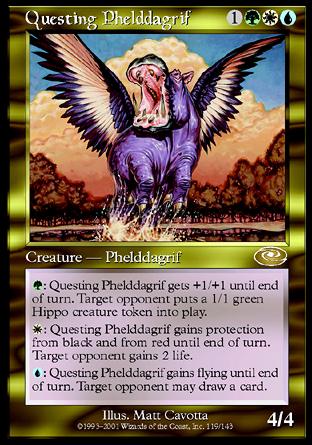 Questing Phelddagrif 1
Creature — Phelddagrif
: Questing Phelddagrif gets +1/+1 until end
of turn. Target opponent puts a 1/1 green
Hippo creature token into play.
: Questing Phelddagrif gains protection
from black and from red until end of turn.
Target opponent gains 2 life.
: Questing Phelddagrif gains flying until end
of turn. Target opponent may draw a card.
Illus. Matt Cavotta
©1993-2001 Wizards of the Coast, Inc. 119/143
4/4